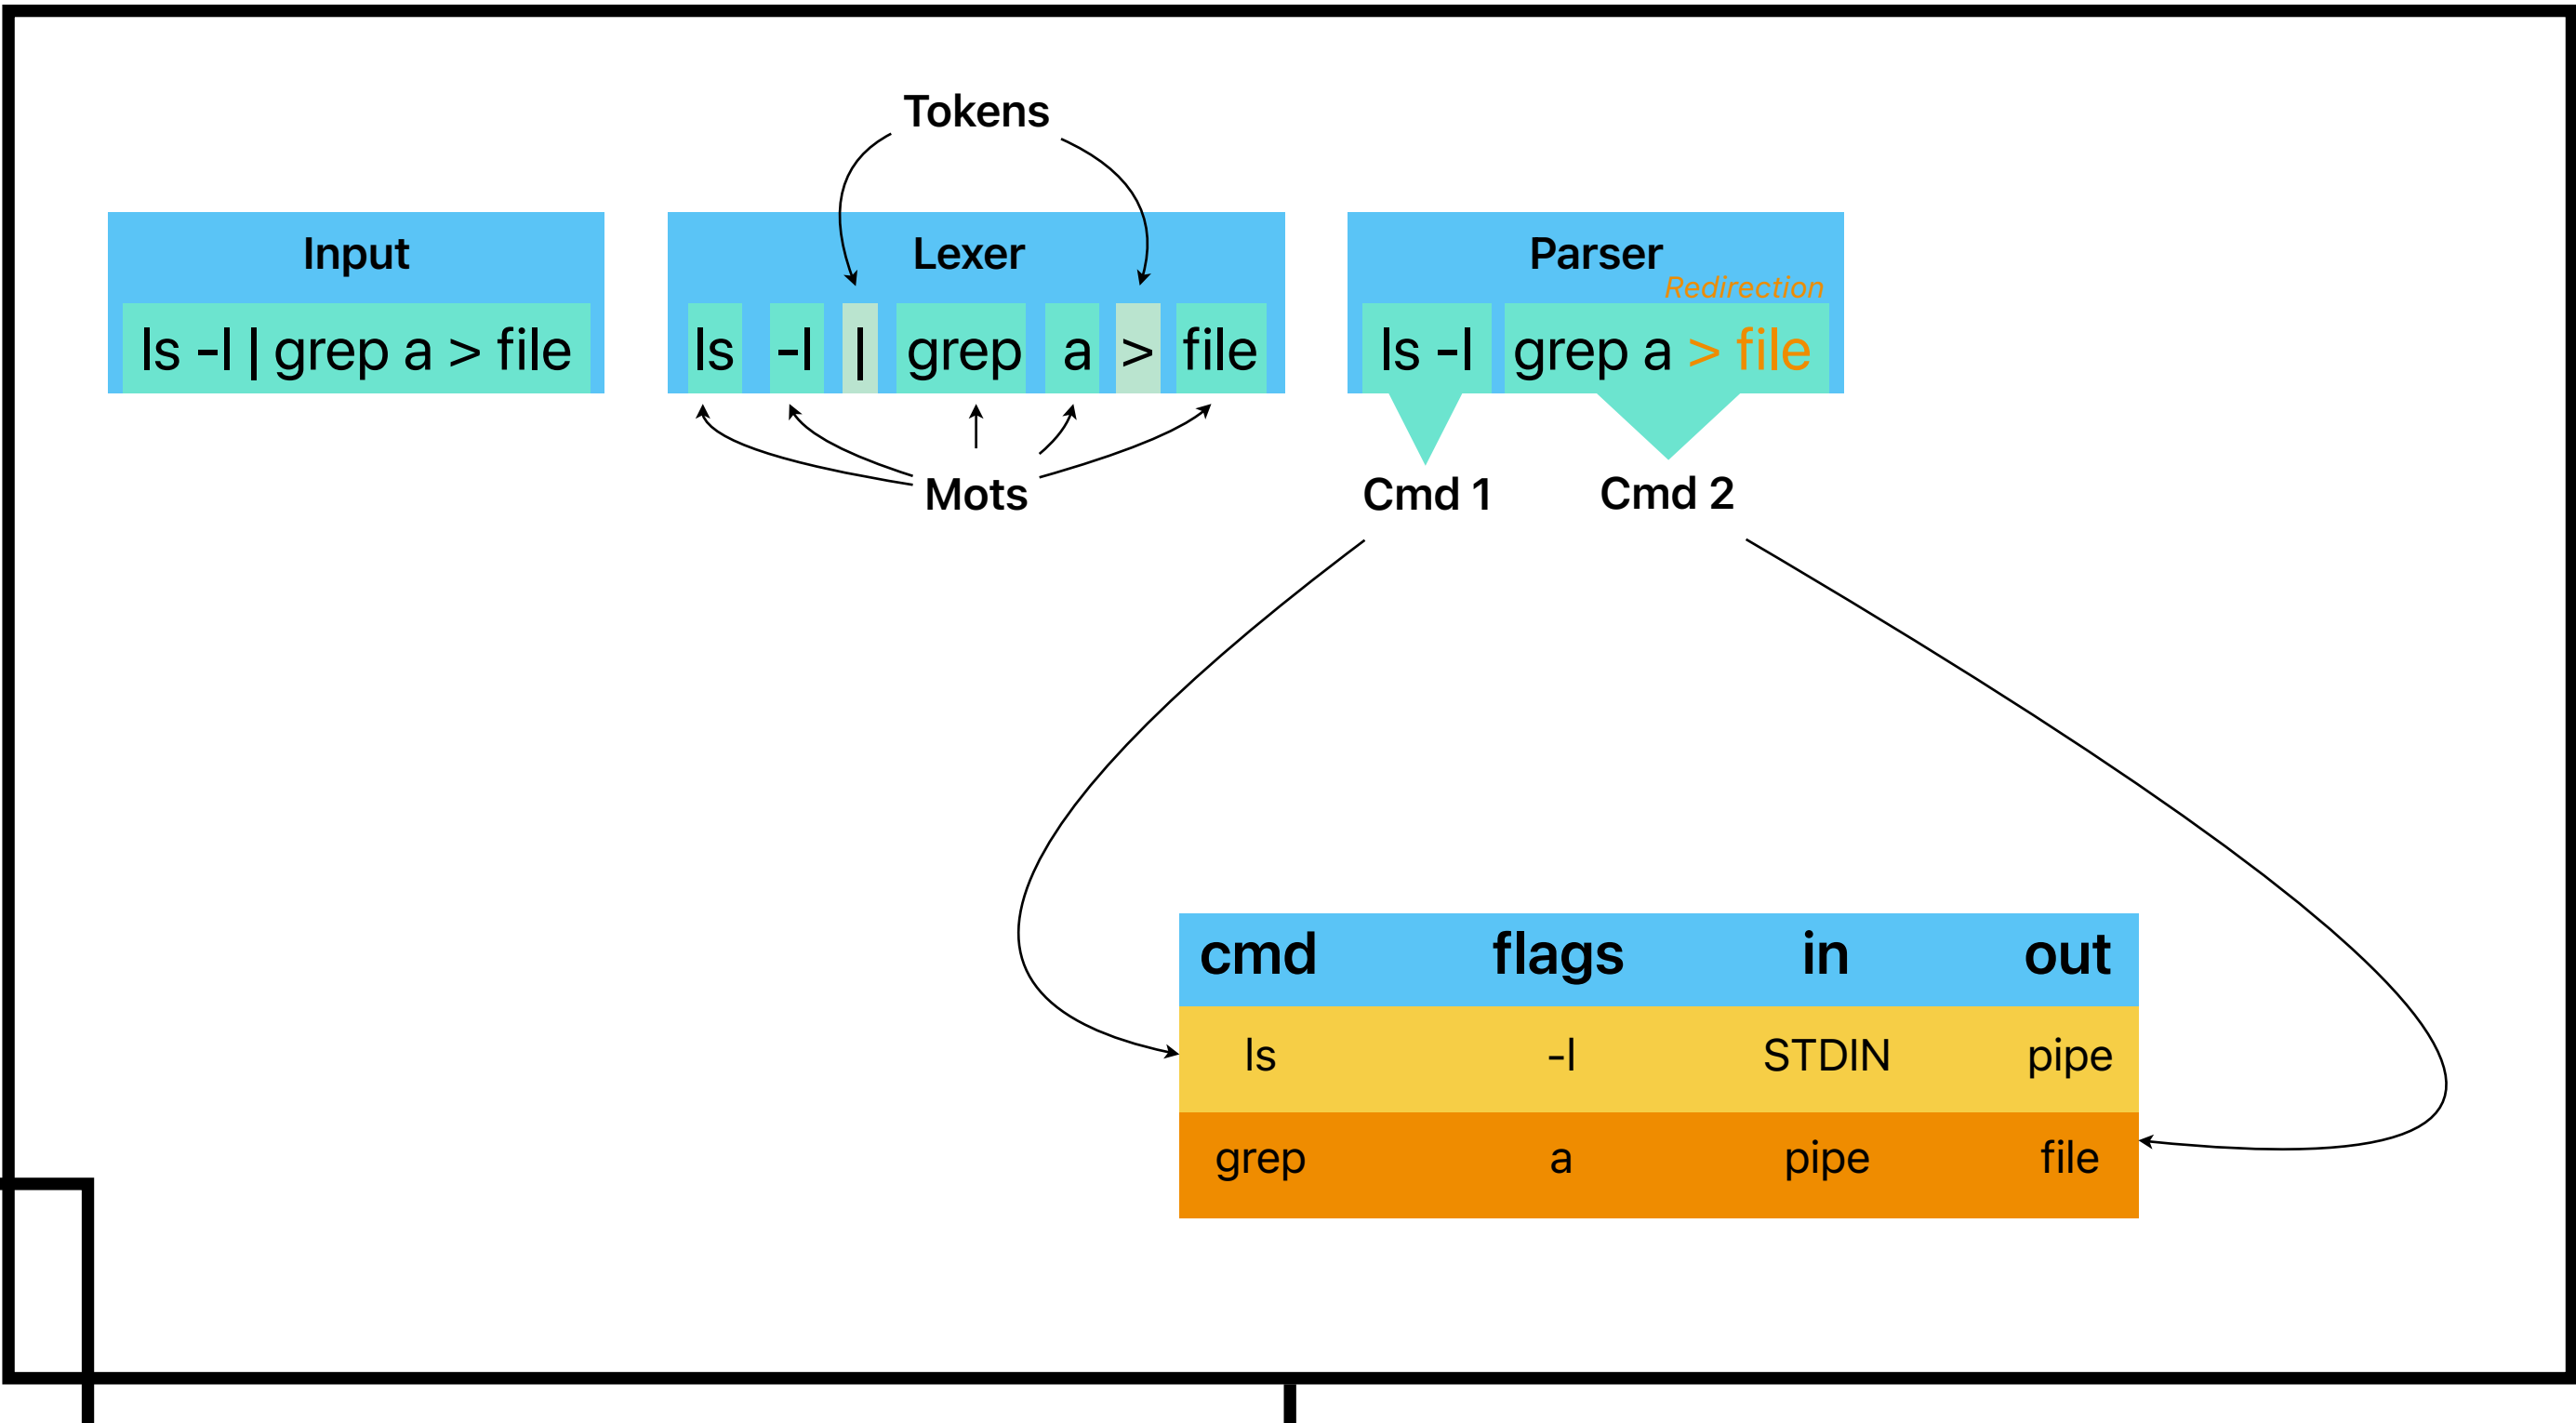 Tokens
Input
ls -l | grep a > file
Lexer
ls -l | grep a > file
Mots
Parser
Redirection
ls -l grep a > file
Cmd 1 Cmd 2
cmd flags in out
ls -l STDIN pipe
grep a pipe file